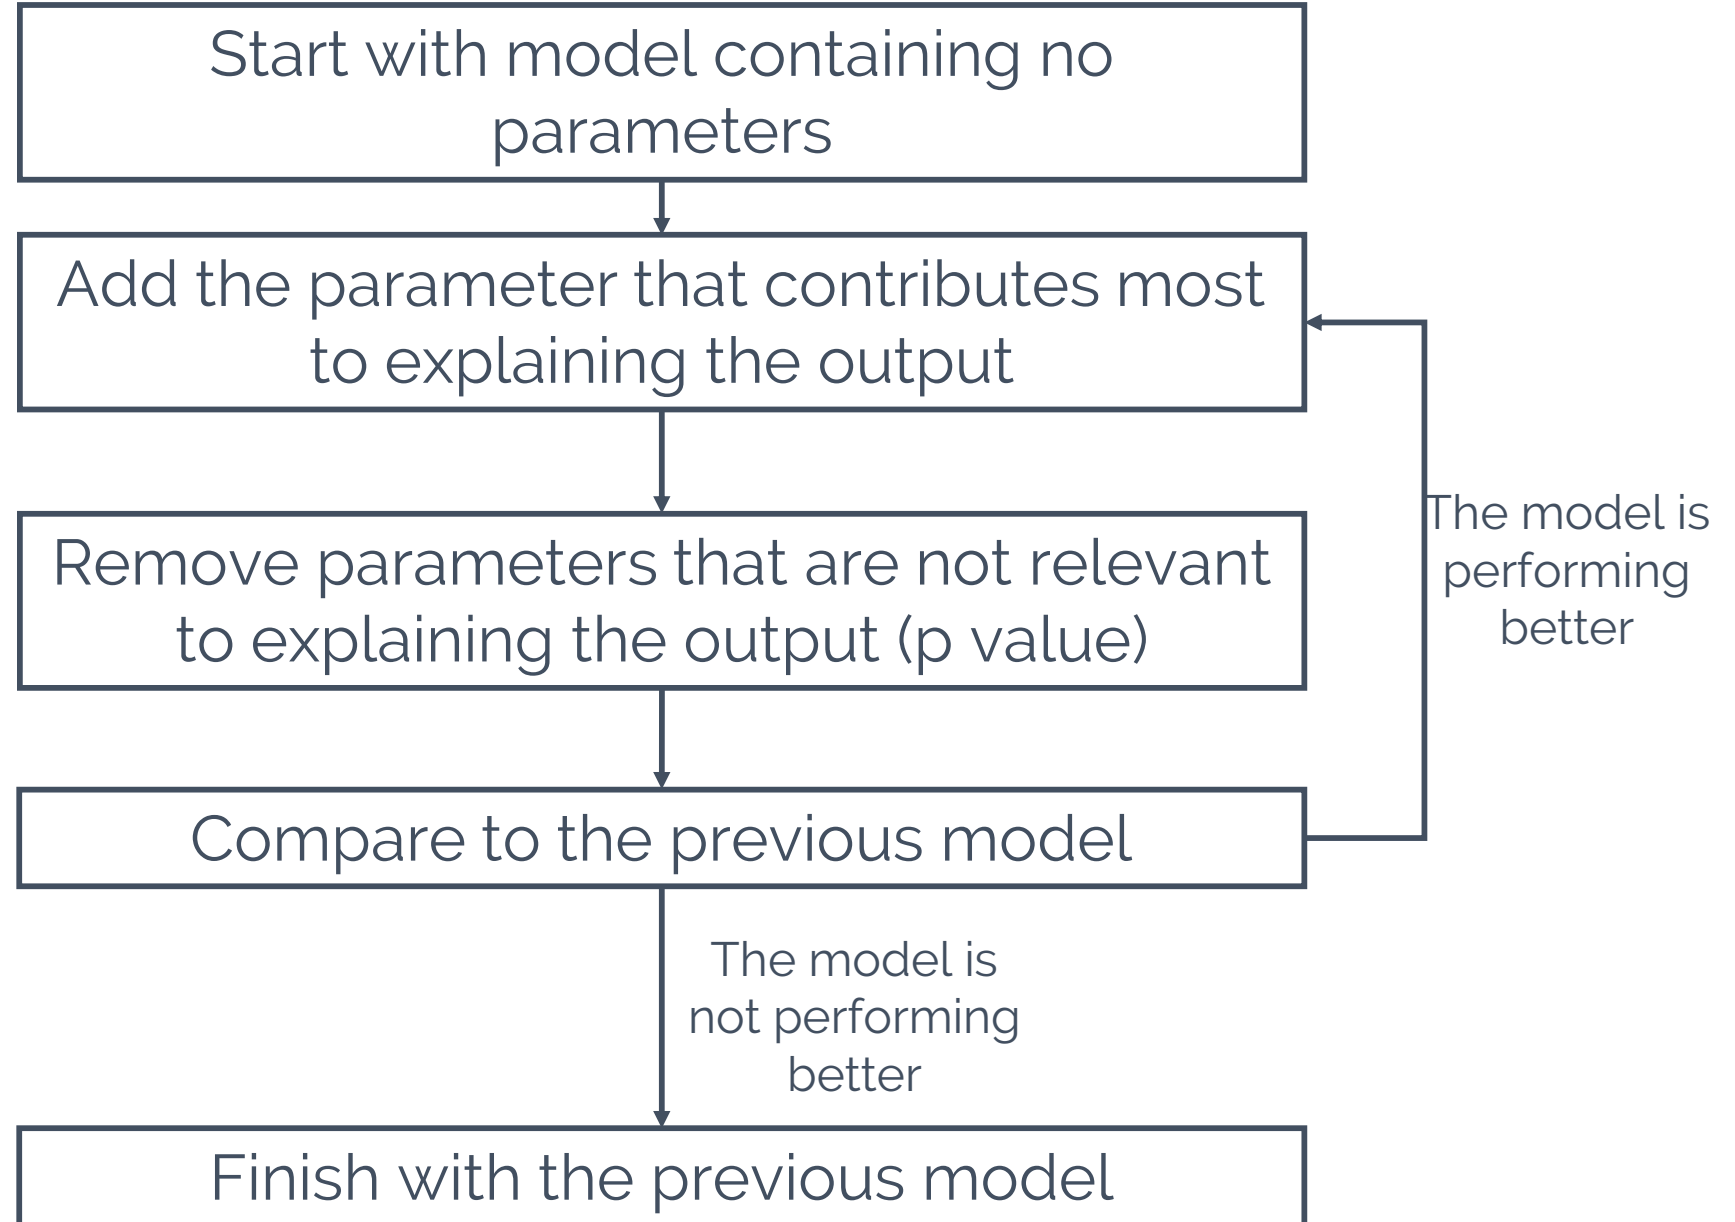 Start with model containing no
parameters
Add the parameter that contributes most
to explaining the output
Remove parameters that are not relevant
to explaining the output (p value)
The model is
performing
better
Compare to the previous model
The model is
not performing
better
Finish with the previous model